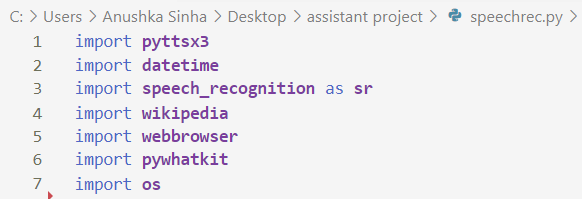 C: > Users > Anushka Sinha > Desktop > assistant project > speechrec.py >
1 import pyttsx3
2 import datetime
3 import speech_recognition as sr
4 import wikipedia
5 import webbrowser
6 import pywhatkit
7 import os